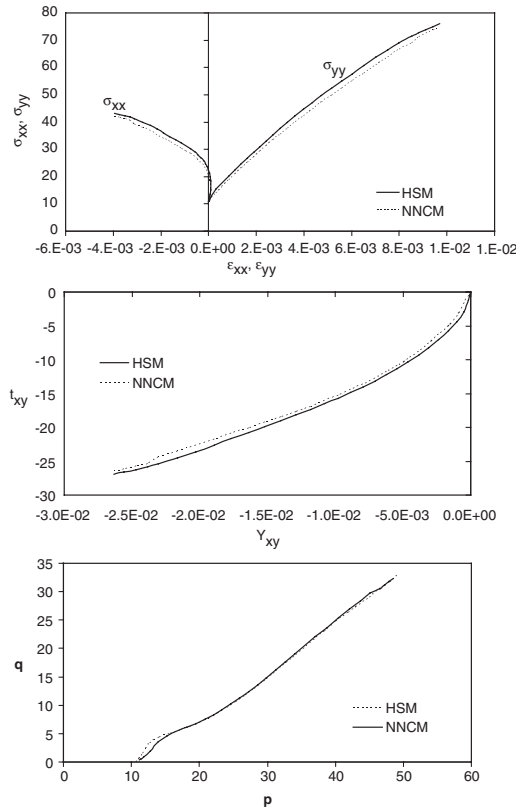 80
70
60
50
40
30
20
10
0
σxx, σyy
σxx
σyy
HSM
NNCM
-6.E-03 -4.E-03 -2.E-03 0.E+00 2.E-03 4.E-03 6.E-03 8.E-03 1.E-02 1.E-02
εxx, εyy
0
-5
-10
-15
-20
-25
-30
txy
HSM
NNCM
-3.0E-02 -2.5E-02 -2.0E-02 -1.5E-02 -1.0E-02 -5.0E-03 0.0E+00
Yxy
35
30
25
20
15
10
5
0
q
HSM
NNCM
0 10 20 30 40 50 60
p